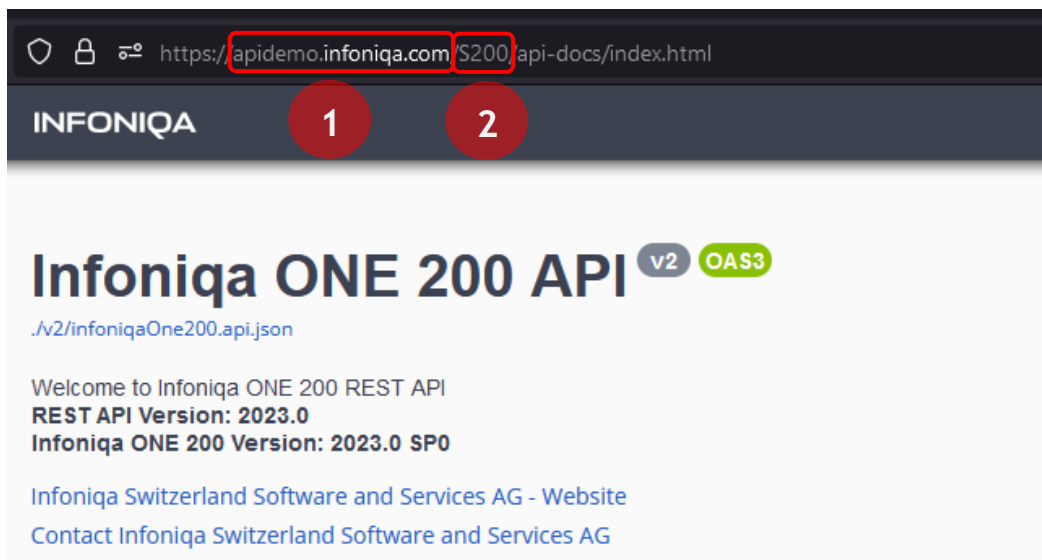 https://apidemo.infoniqa.com/S200/api-docs/index.html
INFONIQA
1
2
Infoniqa ONE 200 API v2 OAS3
./v2/infoniqaOne200.api.json
Welcome to Infoniqa ONE 200 REST API
REST API Version: 2023.0
Infoniqa ONE 200 Version: 2023.0 SP0
Infoniqa Switzerland Software and Services AG - Website
Contact Infoniqa Switzerland Software and Services AG